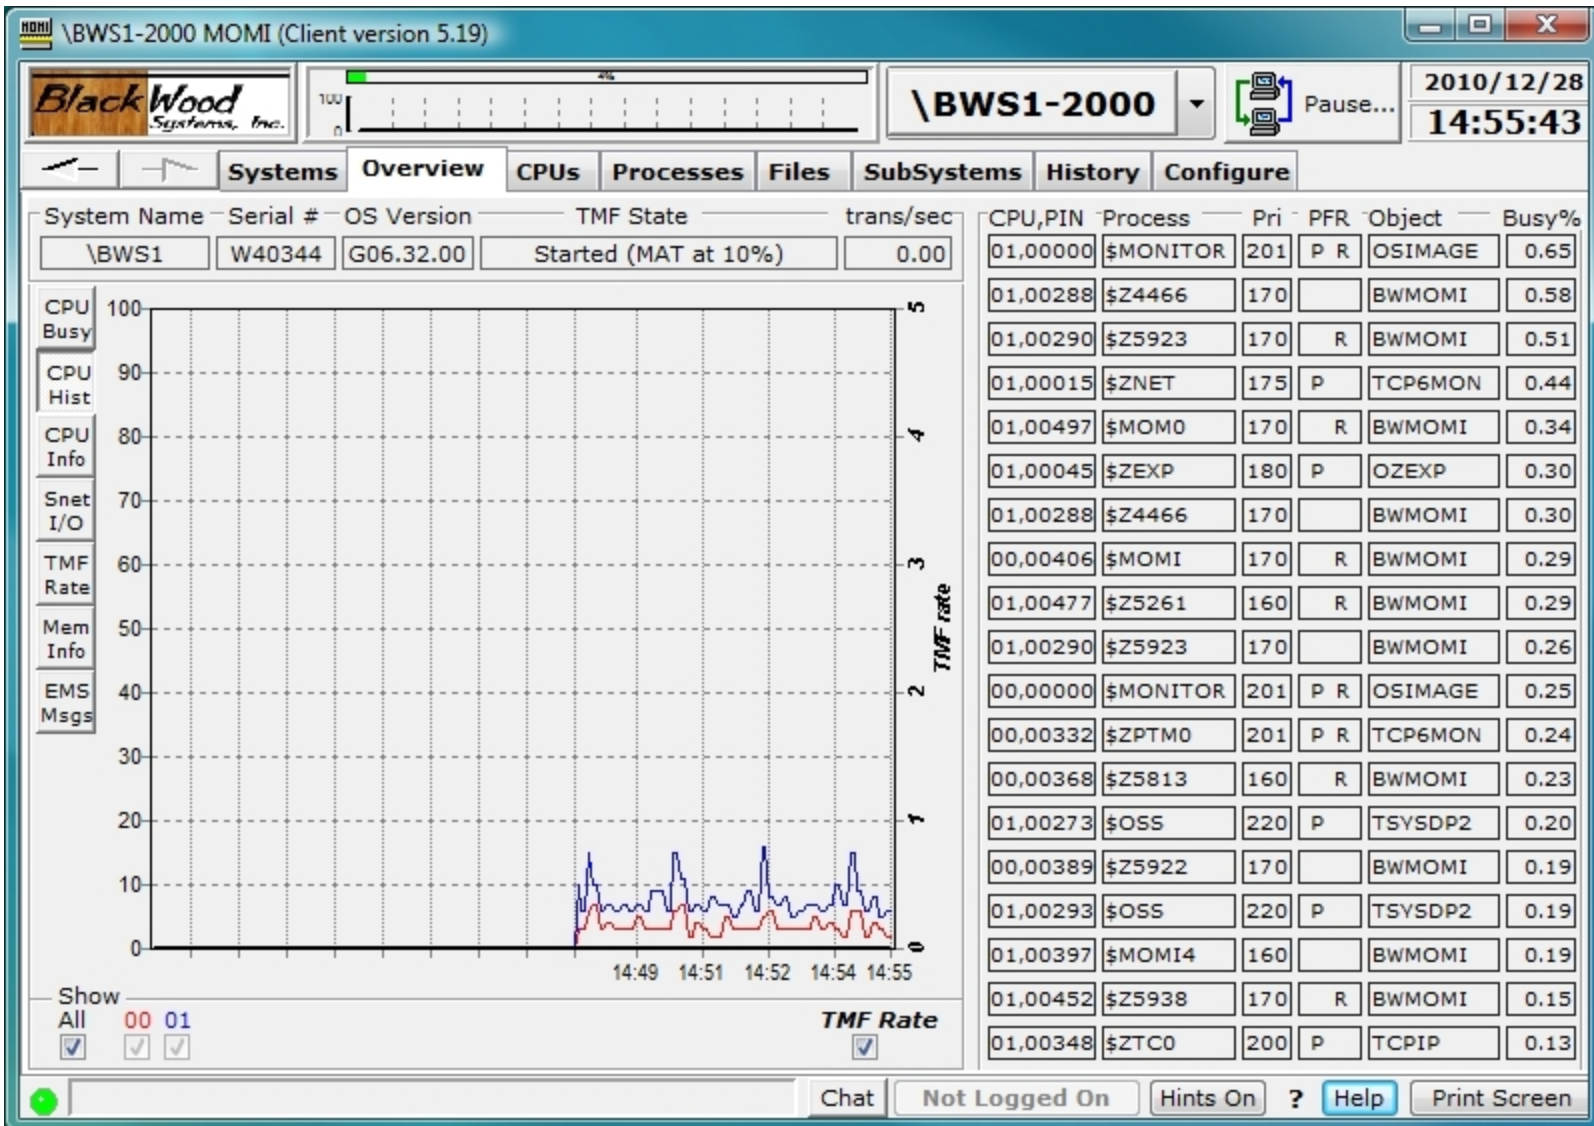 MOMI \BWS1-2000 MOMI (Client version 5.19)
BlackWood Systems, Inc.
4%
100
0
\BWS1-2000
Pause...
2010/12/28
14:55:43
Systems Overview CPUs Processes Files SubSystems History Configure
System Name Serial # OS Version TMF State trans/sec
\BWS1 W40344 G06.32.00 Started (MAT at 10%) 0.00
CPU Busy
CPU Hist
CPU Info
Snet I/O
TMF Rate
Mem Info
EMS Msgs
100
90
80
70
60
50
40
30
20
10
0
5
4
3
2
1
0
TMF rate
14:49 14:51 14:52 14:54 14:55
Show
All 00 01
TMF Rate
CPU,PIN Process Pri PFR Object Busy%
01,00000 $MONITOR 201 P R OSIMAGE 0.65
01,00288 $Z4466 170 BWMOMI 0.58
01,00290 $Z5923 170 R BWMOMI 0.51
01,00015 $ZNET 175 P TCP6MON 0.44
01,00497 $MOM0 170 R BWMOMI 0.34
01,00045 $ZEXP 180 P OZEXP 0.30
01,00288 $Z4466 170 BWMOMI 0.30
00,00406 $MOMI 170 R BWMOMI 0.29
01,00477 $Z5261 160 R BWMOMI 0.29
01,00290 $Z5923 170 BWMOMI 0.26
00,00000 $MONITOR 201 P R OSIMAGE 0.25
00,00332 $ZPTM0 201 P R TCP6MON 0.24
00,00368 $Z5813 160 R BWMOMI 0.23
01,00273 $OSS 220 P TSYSDP2 0.20
00,00389 $Z5922 170 BWMOMI 0.19
01,00293 $OSS 220 P TSYSDP2 0.19
01,00397 $MOMI4 160 BWMOMI 0.19
01,00452 $Z5938 170 R BWMOMI 0.15
01,00348 $ZTC0 200 P TCPIP 0.13
Chat Not Logged On Hints On ? Help Print Screen